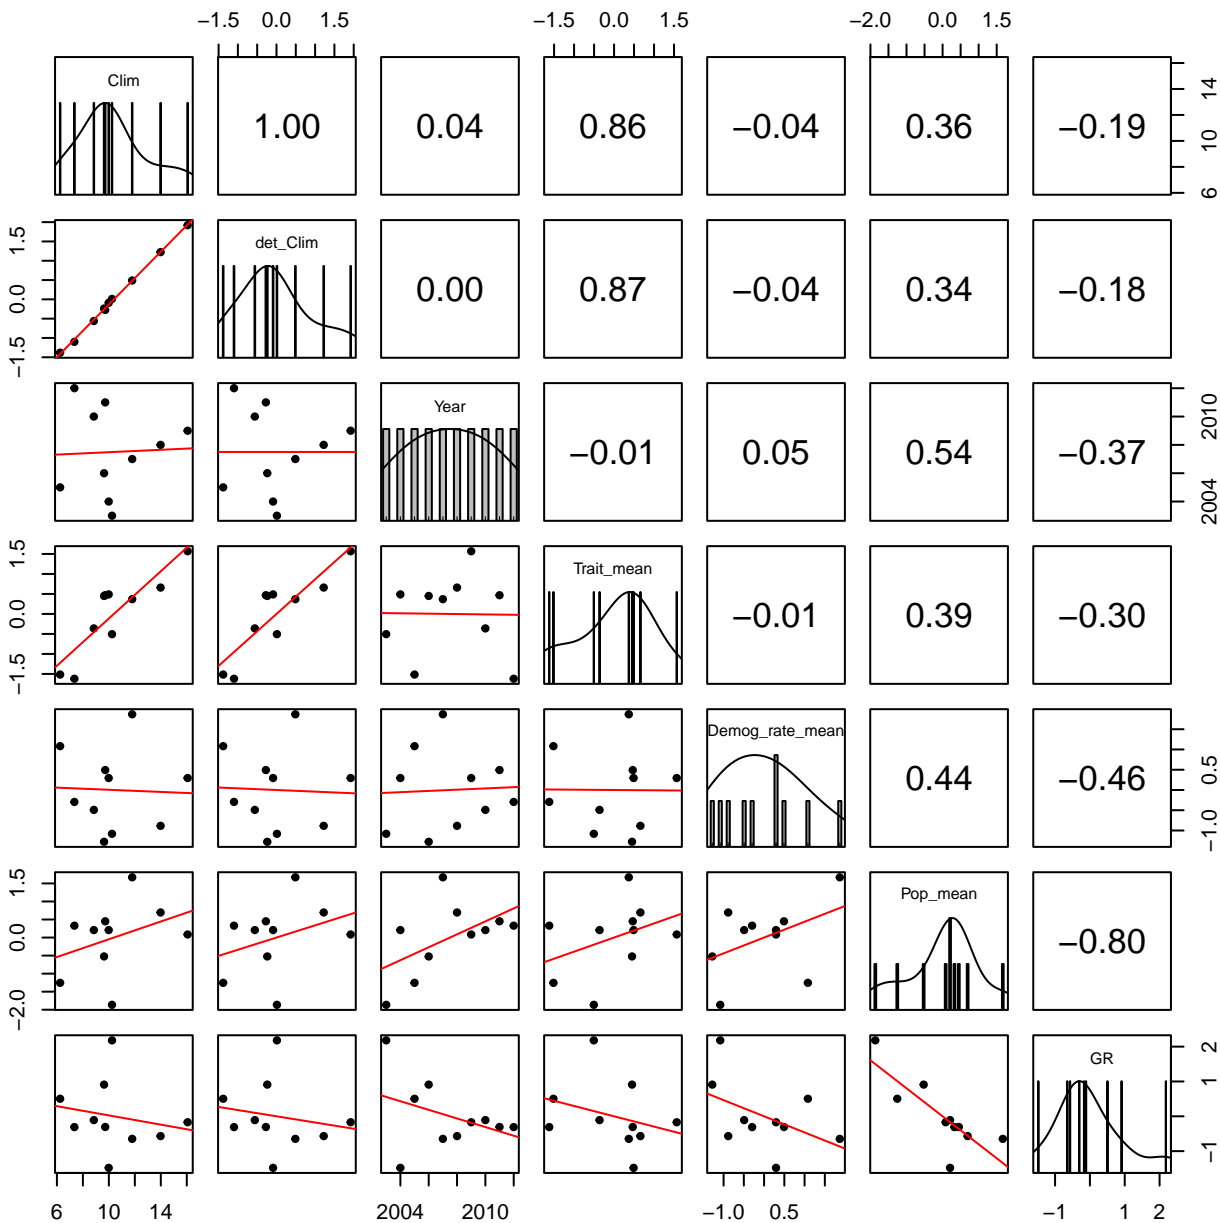 −1.5 0.0 1.5 −1.5 0.0 1.5 −2.0 0.0 1.5
Clim 1.00 0.04 0.86 −0.04 0.36 −0.19 6 10 14
−1.5 0.0 1.5 det_Clim 0.00 0.87 −0.04 0.34 −0.18
Year −0.01 0.05 0.54 −0.37 2004 2010
−1.5 0.0 1.5 Trait_mean −0.01 0.39 −0.30
Demog_rate_mean 0.44 −0.46 −1.0 0.5
−2.0 0.0 1.5 Pop_mean −0.80
GR −1 1 2
6 10 14 2004 2010 −1.0 0.5 −1 1 2